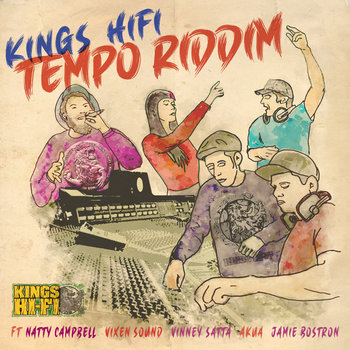 KINGS HIFI
TEMPO RIDDIM
KINGS
HI-FI
FT NATTY CAMPBELL VIXEN SOUND VINNEY SATTA AKUA JAMIE BOSTRON